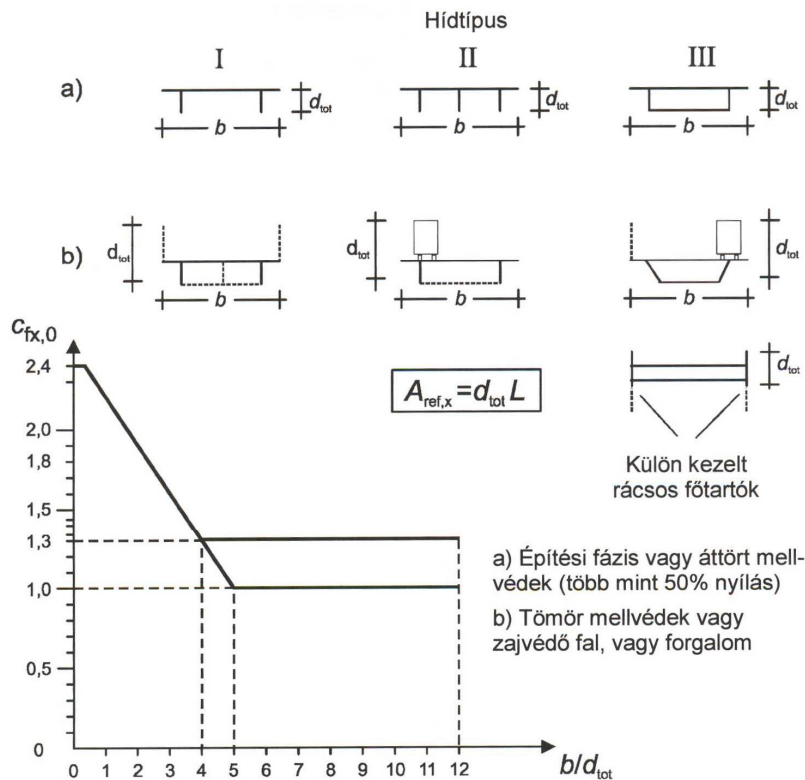 Hídtípus
I II III
a)
d_tot d_tot d_tot
b b b
b)
d_tot d_tot d_tot
b b b
c_fx,0
d_tot
A_ref,x = d_tot L
2,4
2,0
1,8
1,5
1,3
1,0
0,5
0
Külön kezelt
rácsos főtartók
a) Építési fázis vagy áttört mell-
védek (több mint 50% nyílás)
b) Tömör mellvédek vagy
zajvédő fal, vagy forgalom
0 1 2 3 4 5 6 7 8 9 10 11 12
b/d_tot